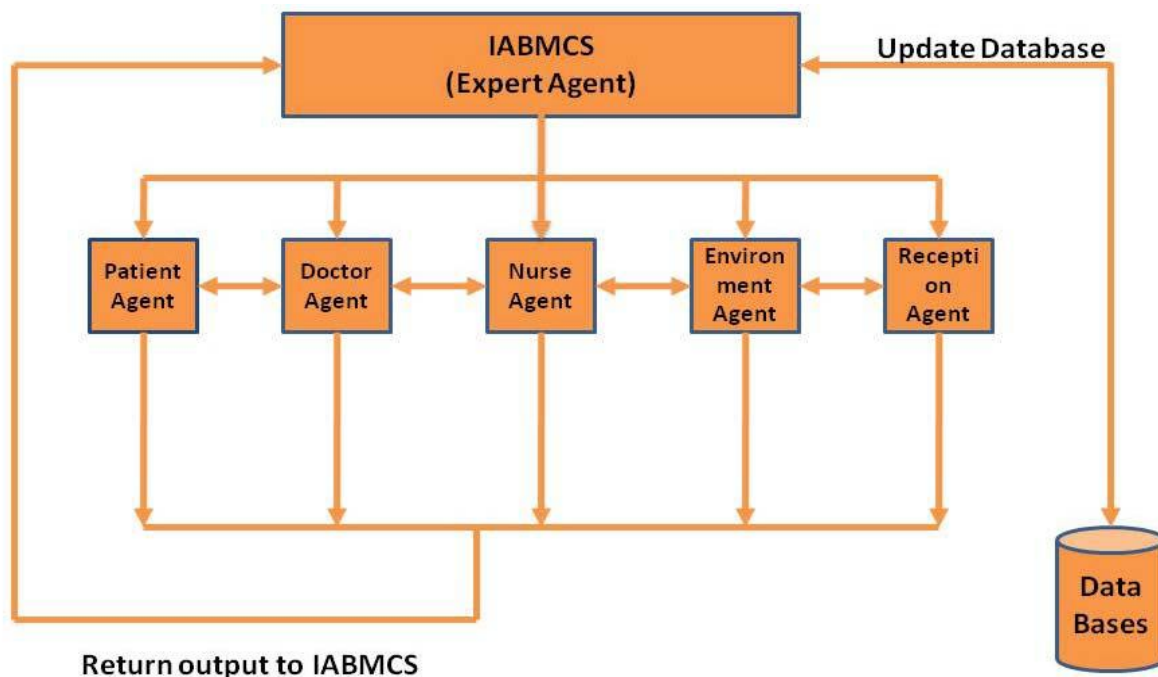 IABMCS
(Expert Agent)
Update Database
Patient
Agent
Doctor
Agent
Nurse
Agent
Environ
ment
Agent
Recepti
on
Agent
Data
Bases
Return output to IABMCS